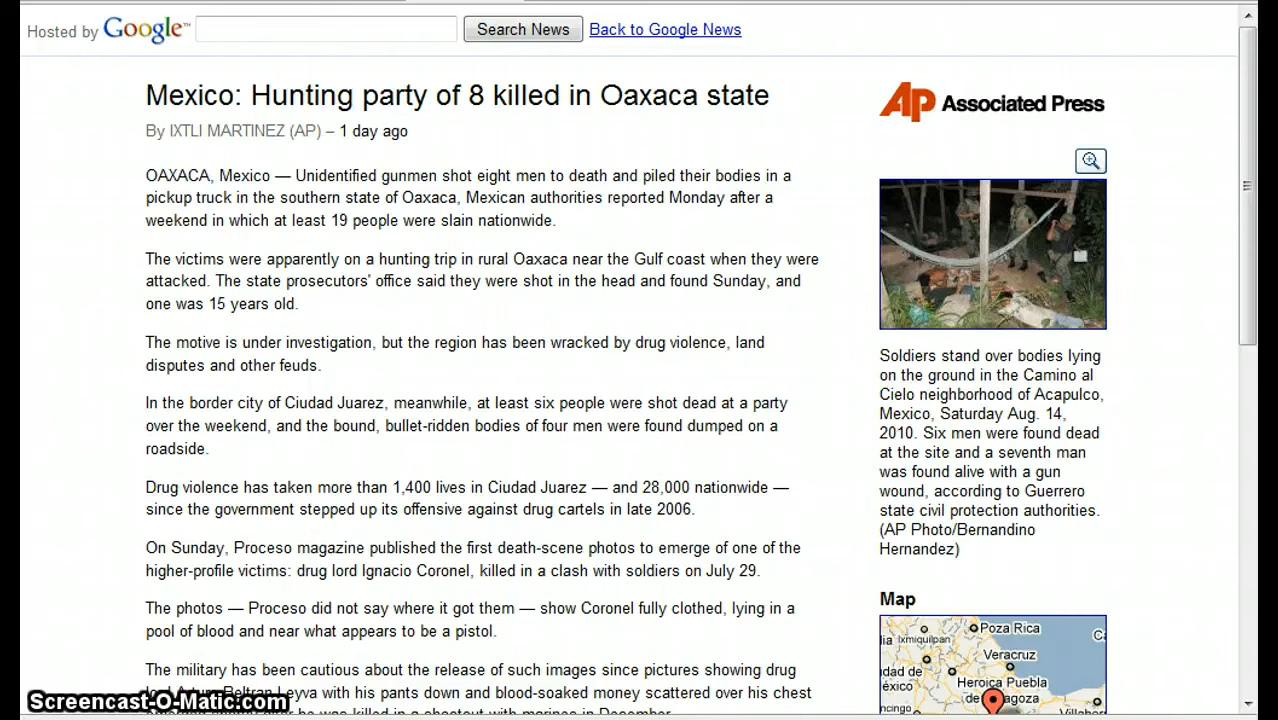 Hosted by Google™
Search News
Back to Google News
Mexico: Hunting party of 8 killed in Oaxaca state
By IXTLI MARTINEZ (AP) – 1 day ago
OAXACA, Mexico — Unidentified gunmen shot eight men to death and piled their bodies in a
pickup truck in the southern state of Oaxaca, Mexican authorities reported Monday after a
weekend in which at least 19 people were slain nationwide.
The victims were apparently on a hunting trip in rural Oaxaca near the Gulf coast when they were
attacked. The state prosecutors' office said they were shot in the head and found Sunday, and
one was 15 years old.
The motive is under investigation, but the region has been wracked by drug violence, land
disputes and other feuds.
In the border city of Ciudad Juarez, meanwhile, at least six people were shot dead at a party
over the weekend, and the bound, bullet-ridden bodies of four men were found dumped on a
roadside.
Drug violence has taken more than 1,400 lives in Ciudad Juarez — and 28,000 nationwide —
since the government stepped up its offensive against drug cartels in late 2006.
On Sunday, Proceso magazine published the first death-scene photos to emerge of one of the
higher-profile victims: drug lord Ignacio Coronel, killed in a clash with soldiers on July 29.
The photos — Proceso did not say where it got them — show Coronel fully clothed, lying in a
pool of blood and near what appears to be a pistol.
The military has been cautious about the release of such images since pictures showing drug
Leyva with his pants down and blood-soaked money scattered over his chest
AP Associated Press
Soldiers stand over bodies lying
on the ground in the Camino al
Cielo neighborhood of Acapulco,
Mexico, Saturday Aug. 14,
2010. Six men were found dead
at the site and a seventh man
was found alive with a gun
wound, according to Guerrero
state civil protection authorities.
(AP Photo/Bernandino
Hernandez)
Map
Poza Rica
Ixmiquilpan
Veracruz
Heroica Puebla
Screencast-O-Matic.com